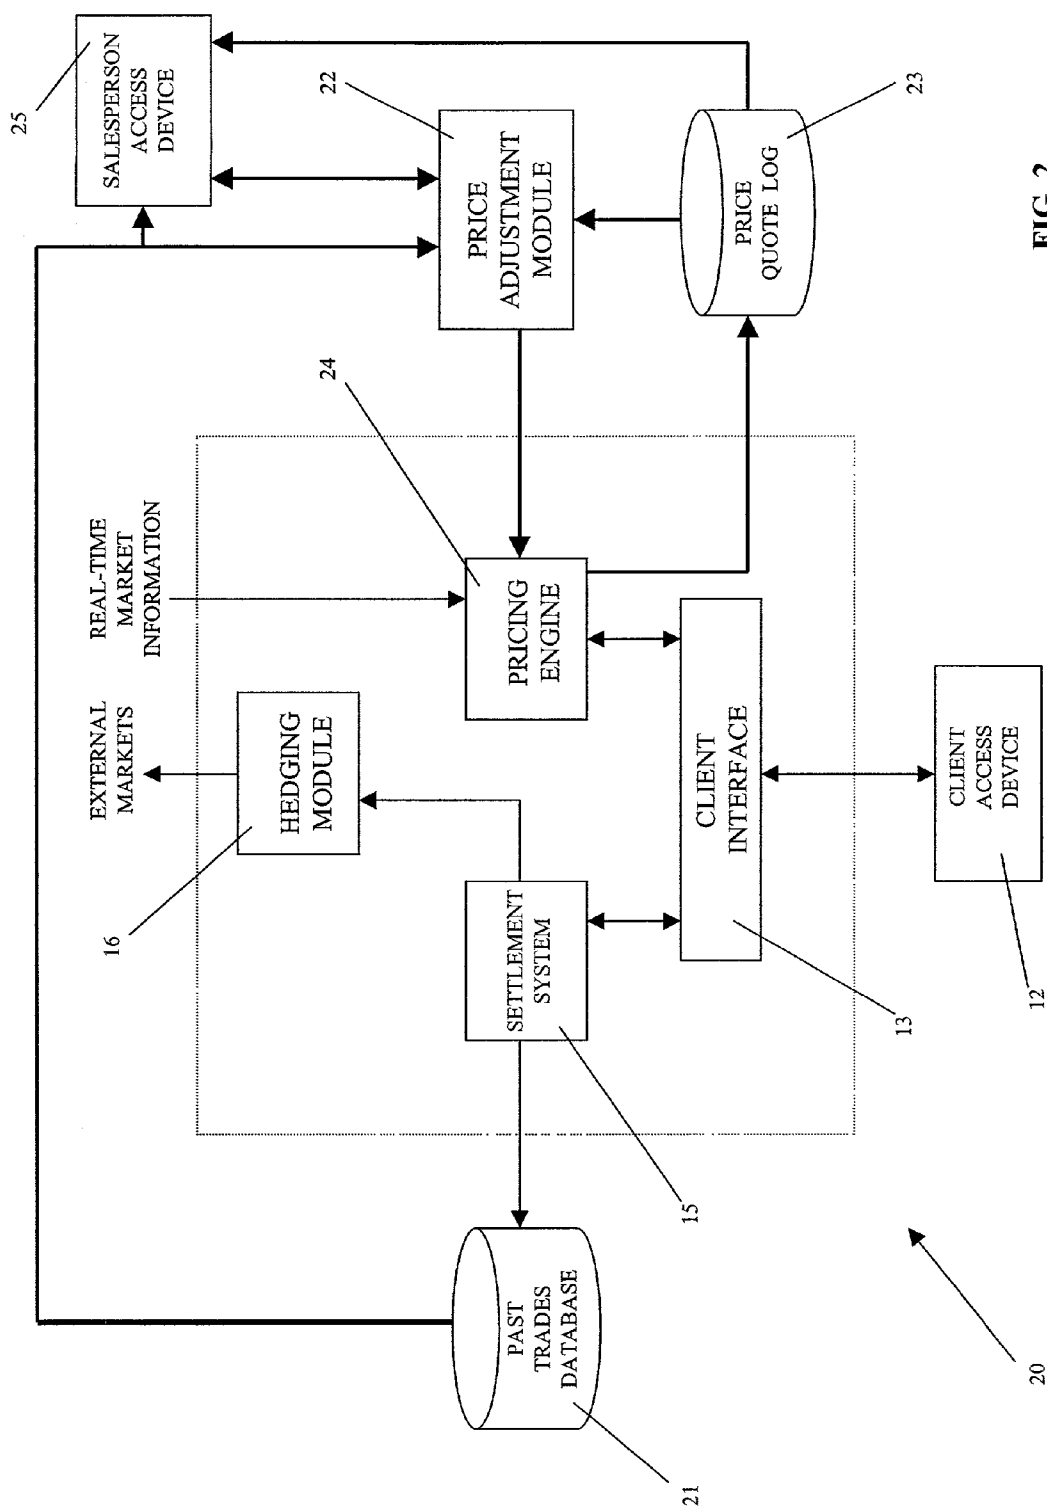 25
SALESPERSON
ACCESS
DEVICE
EXTERNAL
MARKETS
REAL-TIME
MARKET
INFORMATION
16
HEDGING
MODULE
24
22
PAST
TRADES
DATABASE
SETTLEMENT
SYSTEM
PRICING
ENGINE
PRICE
ADJUSTMENT
MODULE
21
15
CLIENT
INTERFACE
PRICE
QUOTE LOG
13
23
CLIENT
ACCESS
DEVICE
20
12
FIG. 2